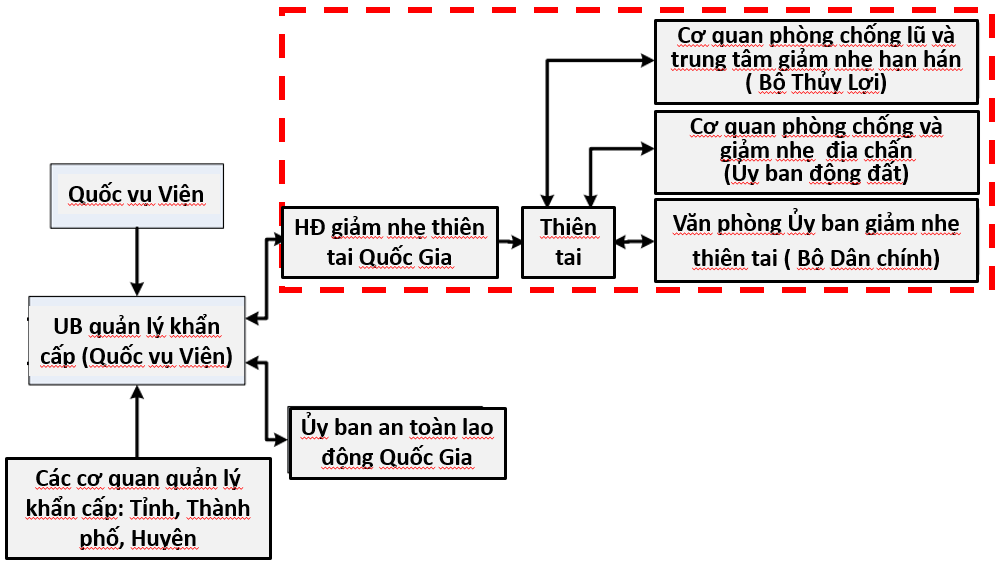 Cơ quan phòng chống lũ và
trung tâm giảm nhẹ hạn hán
( Bộ Thủy Lợi)
Cơ quan phòng chống và
giảm nhẹ địa chấn
(Ủy ban động đất)
Quốc vụ Viện
HĐ giảm nhẹ thiên
tai Quốc Gia
Thiên
tai
Văn phòng Ủy ban giảm nhẹ
thiên tai ( Bộ Dân chính)
UB quản lý khẩn
cấp (Quốc vụ Viện)
Ủy ban an toàn lao
động Quốc Gia
Các cơ quan quản lý
khẩn cấp: Tỉnh, Thành
phố, Huyện